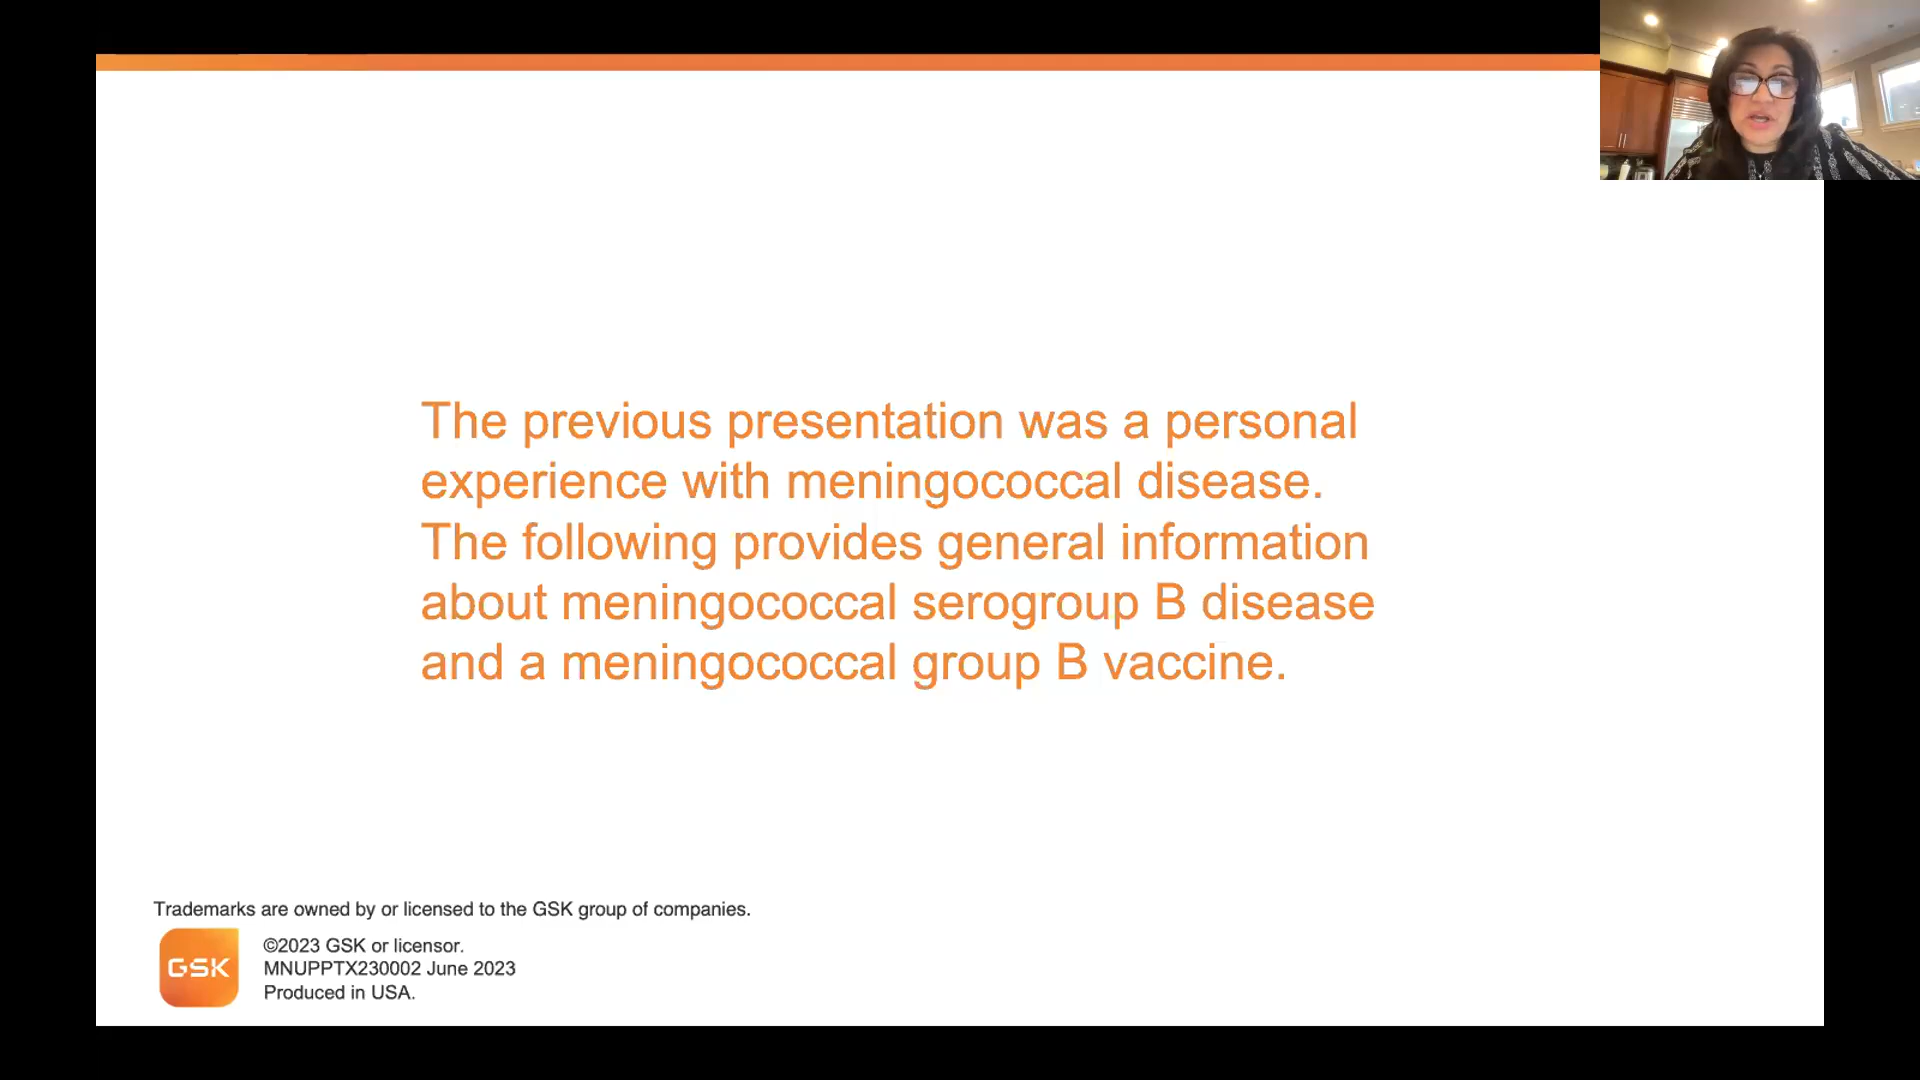 The previous presentation was a personal
experience with meningococcal disease.
The following provides general information
about meningococcal serogroup B disease
and a meningococcal group B vaccine.
Trademarks are owned by or licensed to the GSK group of companies.
GSK
©2023 GSK or licensor.
MNUPPTX230002 June 2023
Produced in USA.